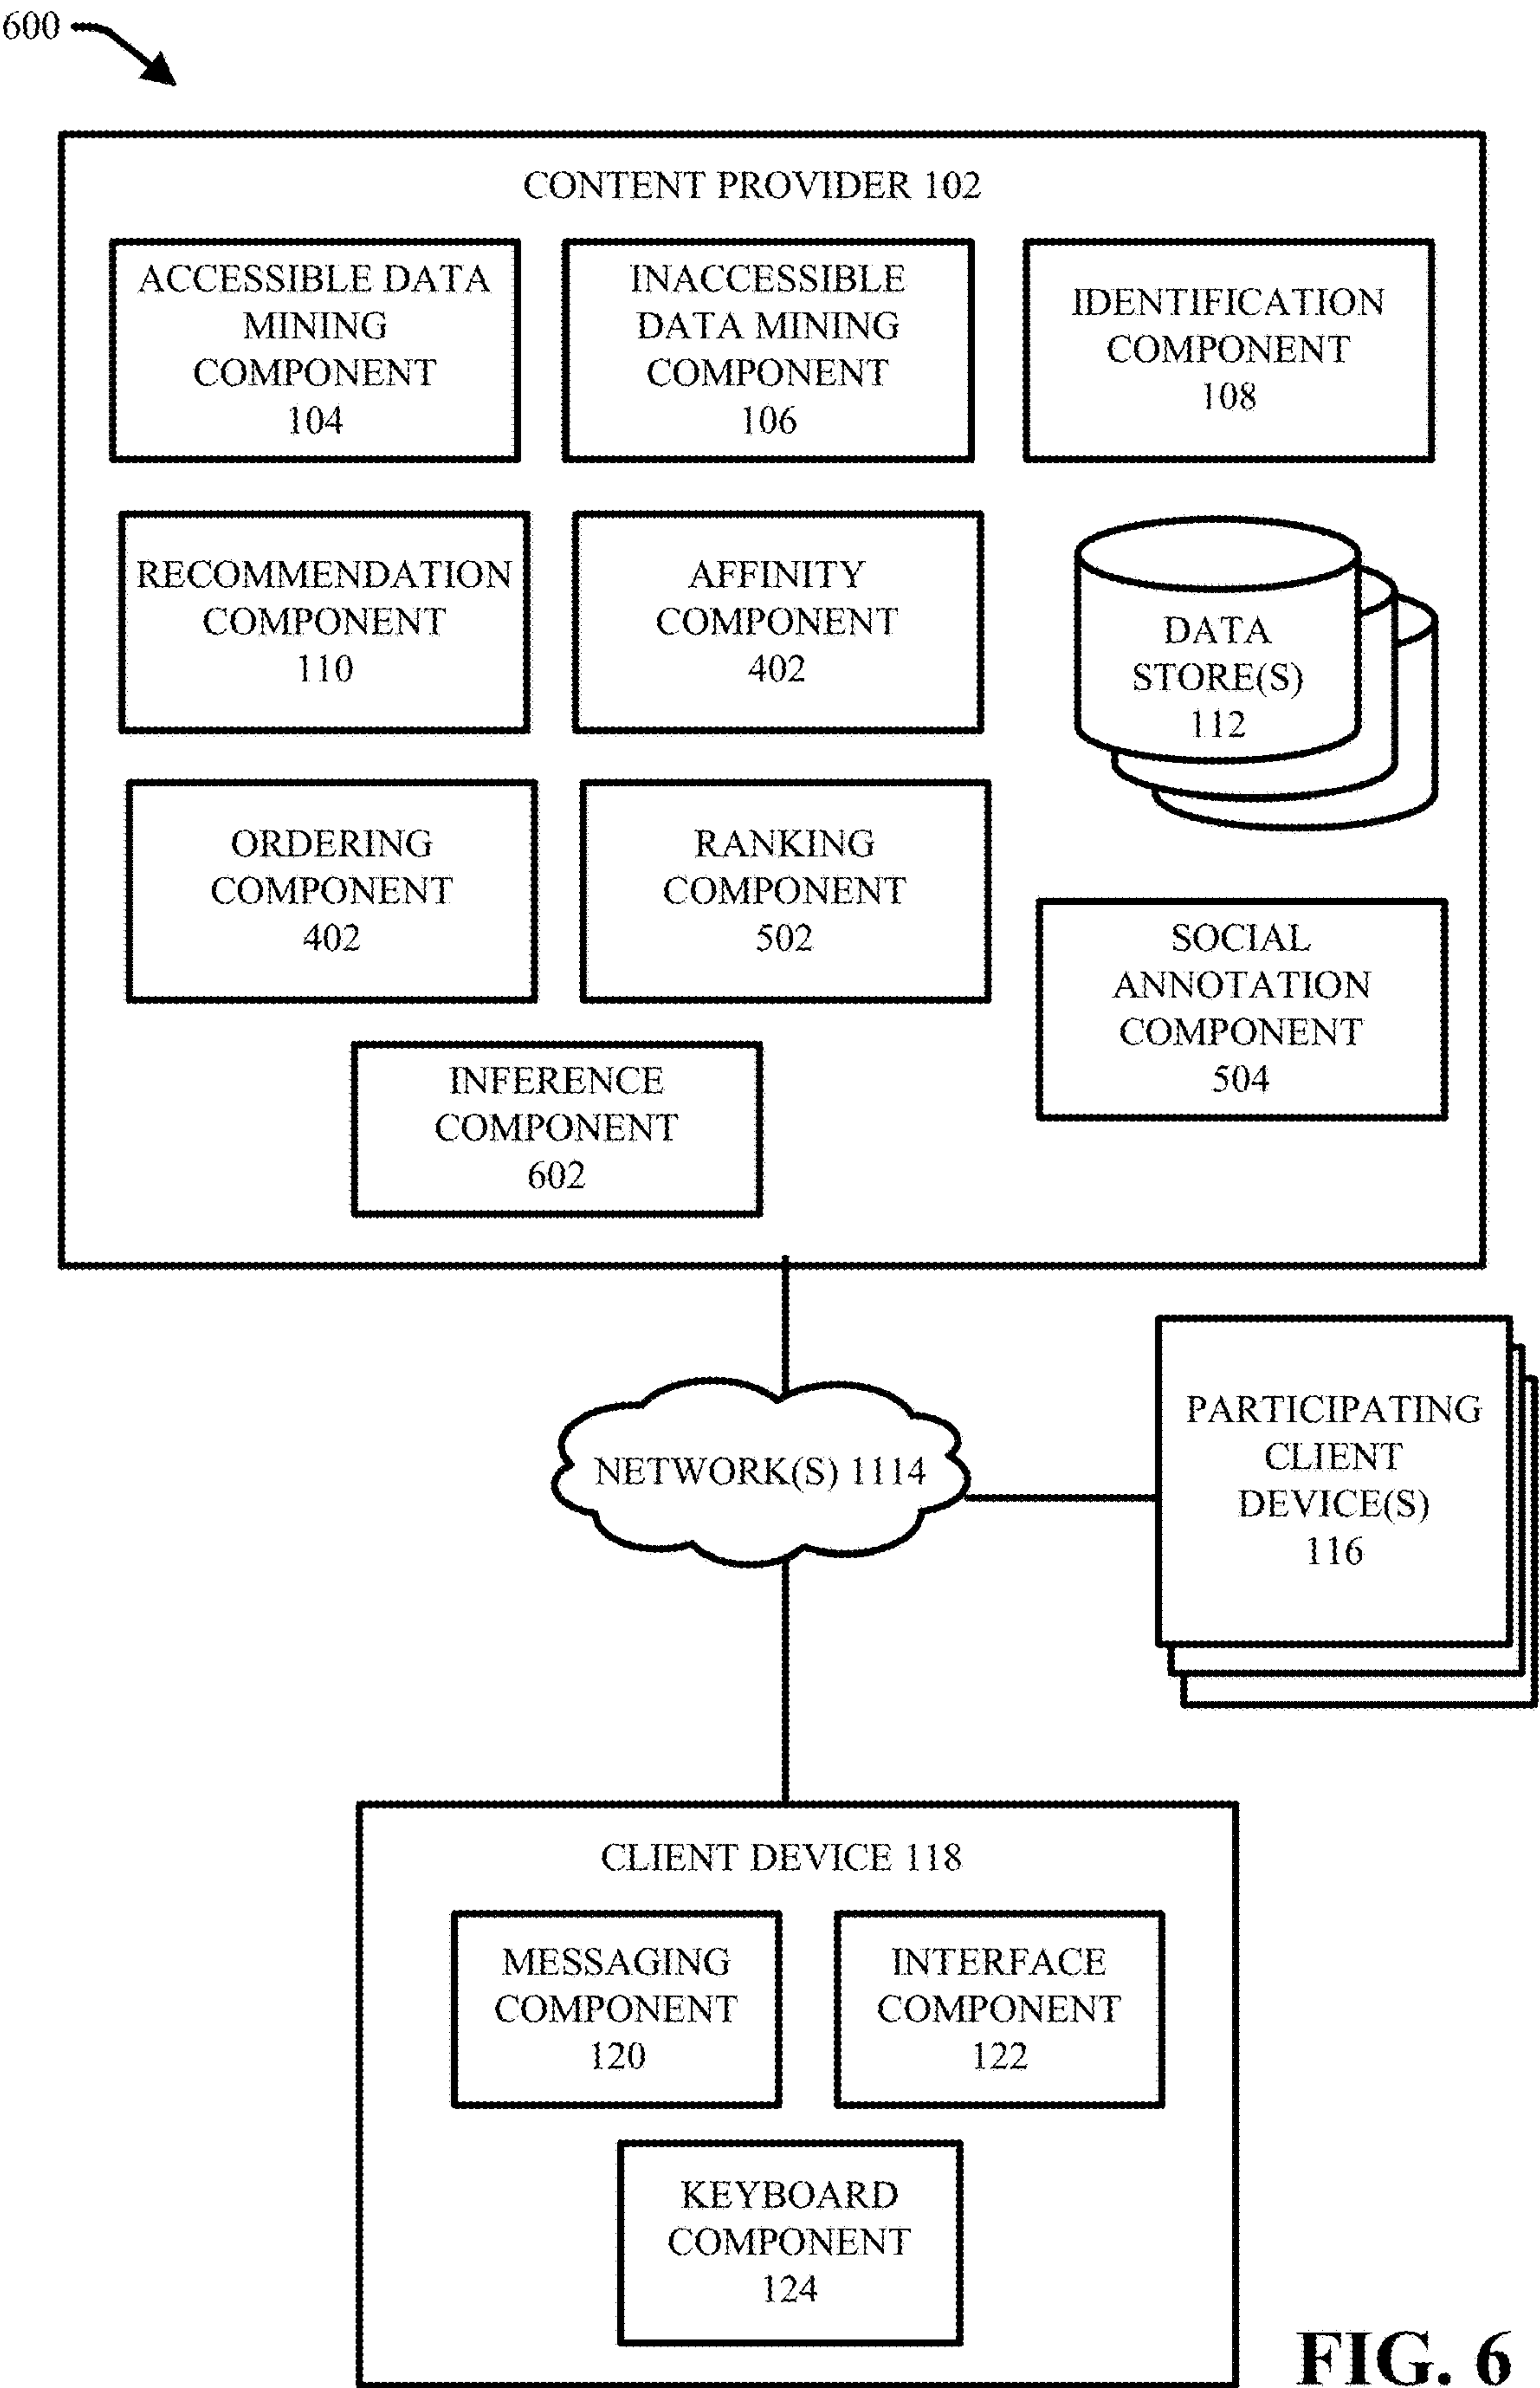 600
CONTENT PROVIDER 102
ACCESSIBLE DATA
MINING
COMPONENT
104
INACCESSIBLE
DATA MINING
COMPONENT
106
IDENTIFICATION
COMPONENT
108
RECOMMENDATION
COMPONENT
110
AFFINITY
COMPONENT
402
DATA
STORE(S)
112
ORDERING
COMPONENT
402
RANKING
COMPONENT
502
SOCIAL
ANNOTATION
COMPONENT
504
INFERENCE
COMPONENT
602
NETWORK(S) 1114
PARTICIPATING
CLIENT
DEVICE(S)
116
CLIENT DEVICE 118
MESSAGING
COMPONENT
120
INTERFACE
COMPONENT
122
KEYBOARD
COMPONENT
124
FIG. 6